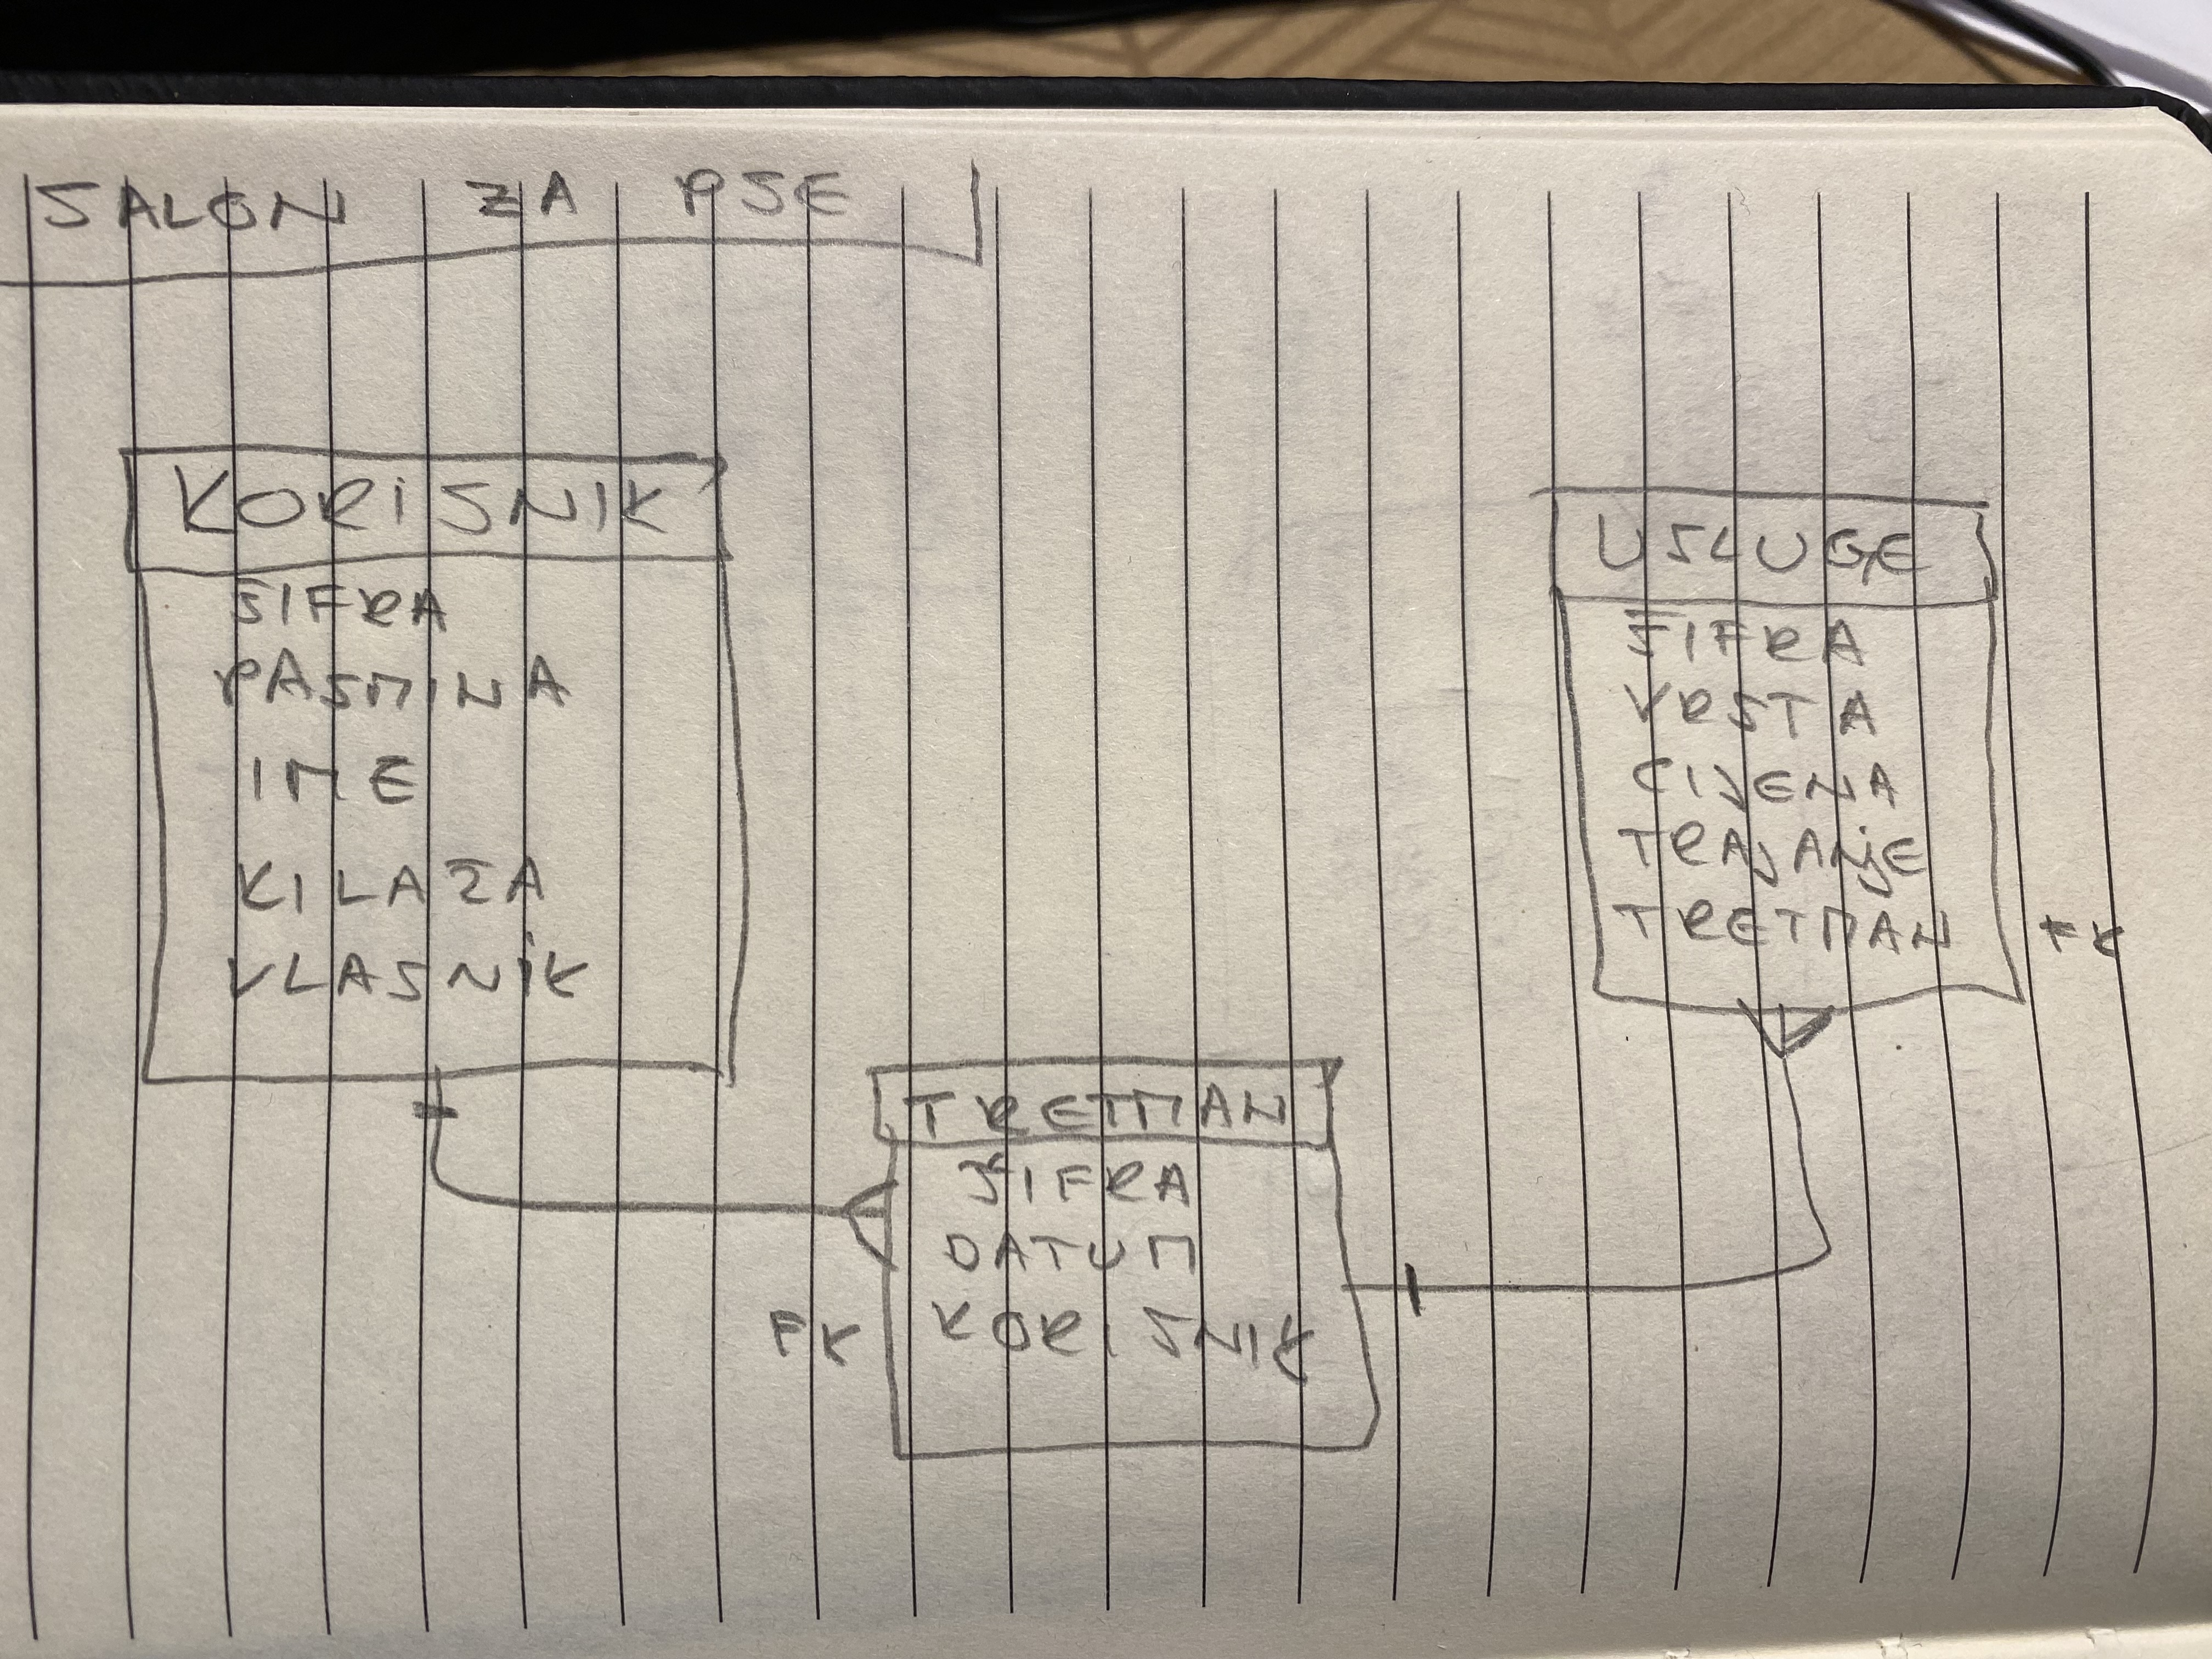 SALON ZA PSE
KORISNIK
ŠIFRA
PASMINA
IME
KILAŽA
VLASNIK
USLUGE
ŠIFRA
VRSTA
CIJENA
TRAJANJE
TRETMAN FK
TRETMAN
ŠIFRA
DATUM
FK KORISNIK